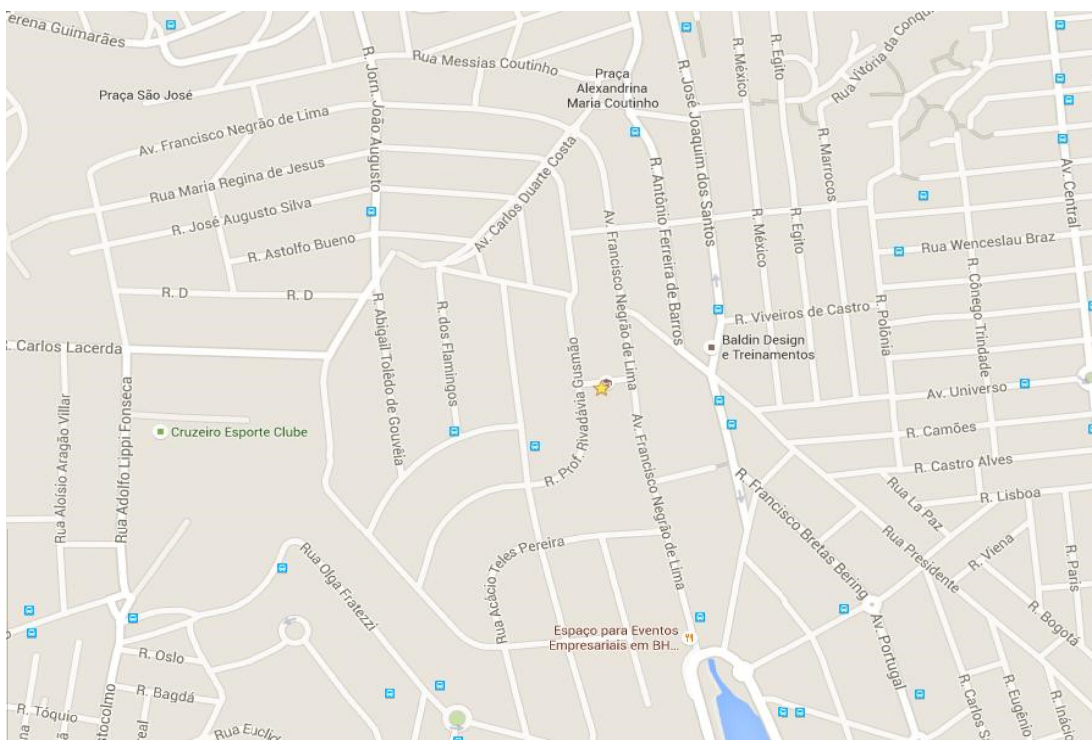 erena Guimarães
R. Jorn. João Augusto
Rua Messias Coutinho
Praça
Alexandrina
Maria Coutinho
R. José Joaquim dos Santos
R. México
R. Egito
Rua Vitória da Conqu
Praça São José
Av. Francisco Negrão de Lima
Av. Carlos Duarte Costa
R. Marrocos
Av. Central
Rua Maria Regina de Jesus
R. José Augusto Silva
R. Astolfo Bueno
Av. Francisco Negrão de Lima
R. Antônio Ferreira de Barros
R. México
R. Egito
Rua Wenceslau Braz
R. Cônego Trindade
R. D
R. D
R. Abigail Tolêdo de Gouvêia
R. dos Flamingos
R. Viveiros de Castro
R. Polônia
Baldin Design
e Treinamentos
R. Carlos Lacerda
Rua Aloísio Aragão Villar
Rua Adolfo Lippi Fonseca
Cruzeiro Esporte Clube
R. Prof. Rivadávia Gusmão
Av. Francisco Negrão de Lima
Av. Universo
R. Camões
R. Castro Alves
Rua La Paz
R. Lisboa
R. Francisco Bretas Bering
Rua Presidente
R. Viena
R. Paris
R. Bogotá
Rua Olga Fratezzi
Rua Acácio Teles Pereira
Espaço para Eventos
Empresariais em BH...
Av. Portugal
R. Oslo
R. Bagdá
R. Tóquio
stocolmo
real
na
Rua Euclid
R. Carlos S
R. Eugênio
R. Inácio